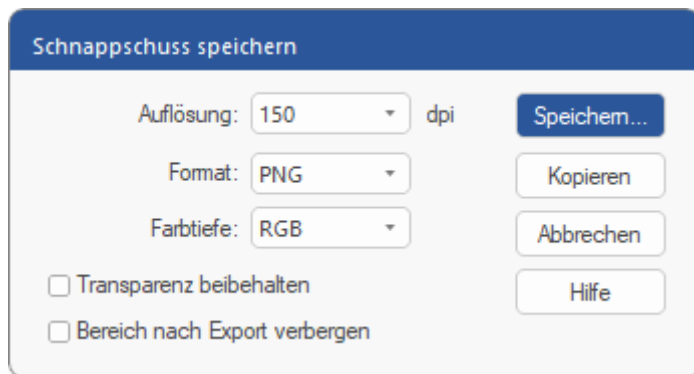 Schnappschuss speichern
Auflösung: 150 dpi
Speichern...
Format: PNG
Kopieren
Farbtiefe: RGB
Abbrechen
Transparenz beibehalten
Hilfe
Bereich nach Export verbergen